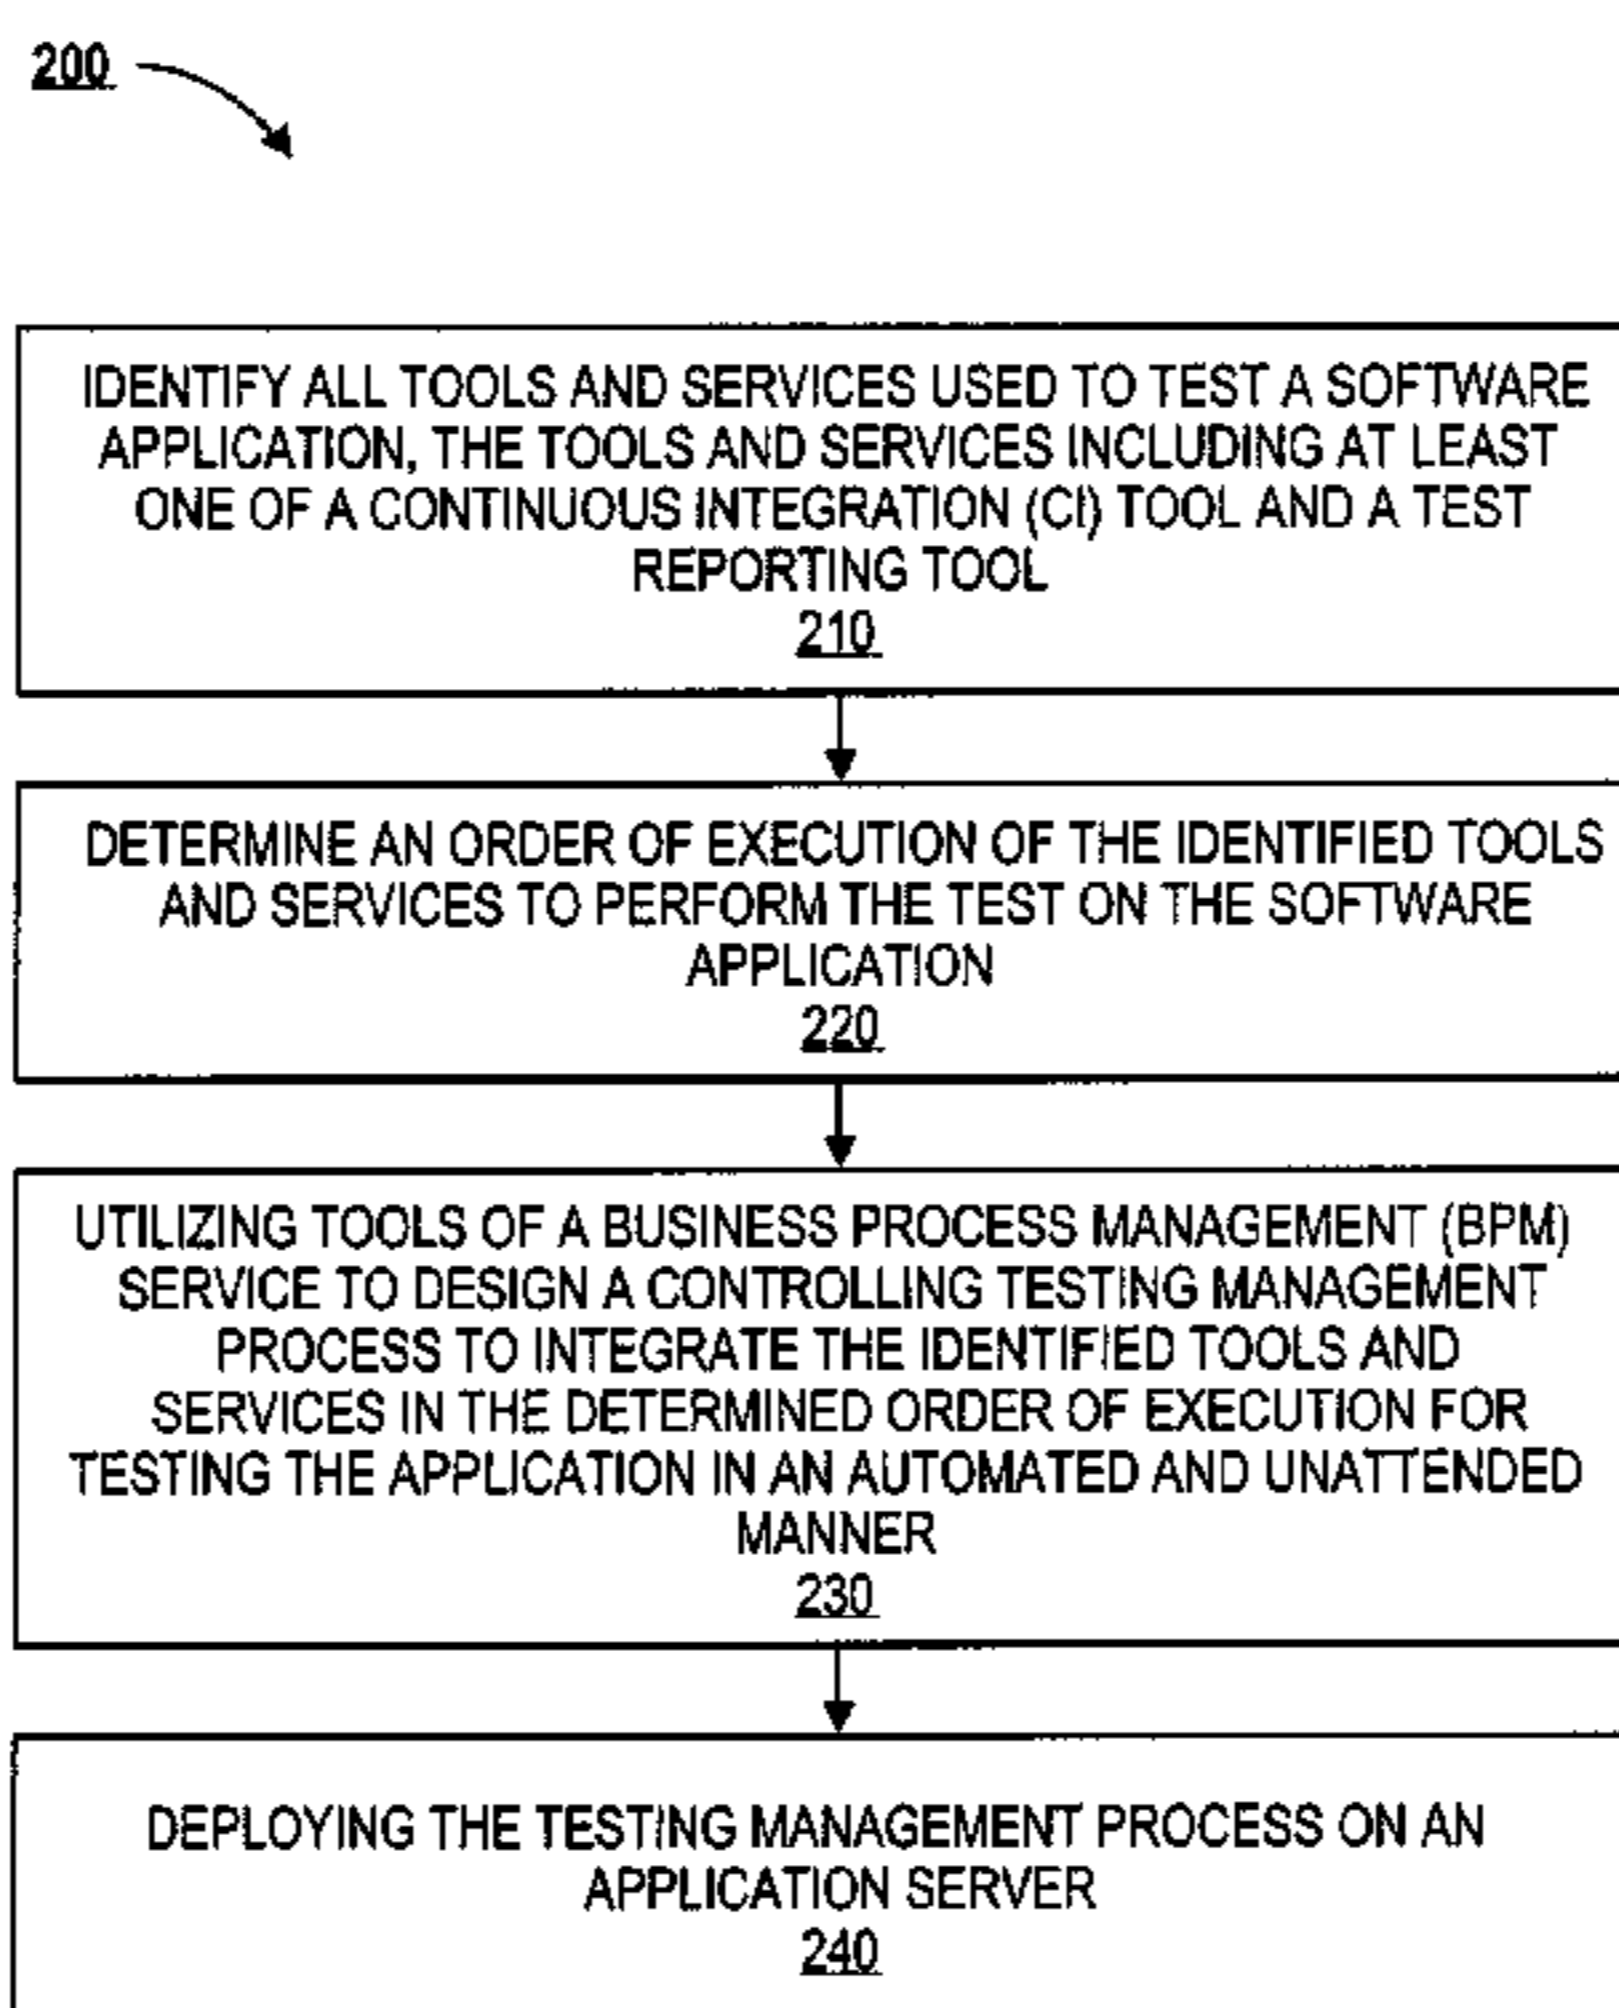 200
IDENTIFY ALL TOOLS AND SERVICES USED TO TEST A SOFTWARE
APPLICATION, THE TOOLS AND SERVICES INCLUDING AT LEAST
ONE OF A CONTINUOUS INTEGRATION (CI) TOOL AND A TEST
REPORTING TOOL
210
DETERMINE AN ORDER OF EXECUTION OF THE IDENTIFIED TOOLS
AND SERVICES TO PERFORM THE TEST ON THE SOFTWARE
APPLICATION
220
UTILIZING TOOLS OF A BUSINESS PROCESS MANAGEMENT (BPM)
SERVICE TO DESIGN A CONTROLLING TESTING MANAGEMENT
PROCESS TO INTEGRATE THE IDENTIFIED TOOLS AND
SERVICES IN THE DETERMINED ORDER OF EXECUTION FOR
TESTING THE APPLICATION IN AN AUTOMATED AND UNATTENDED
MANNER
230
DEPLOYING THE TESTING MANAGEMENT PROCESS ON AN
APPLICATION SERVER
240